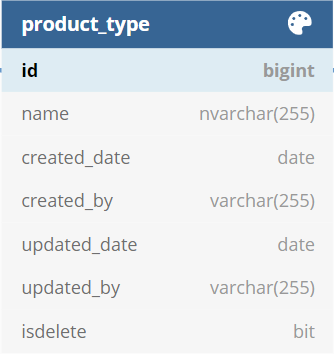 product_type
id bigint
name nvarchar(255)
created_date date
created_by varchar(255)
updated_date date
updated_by varchar(255)
isdelete bit